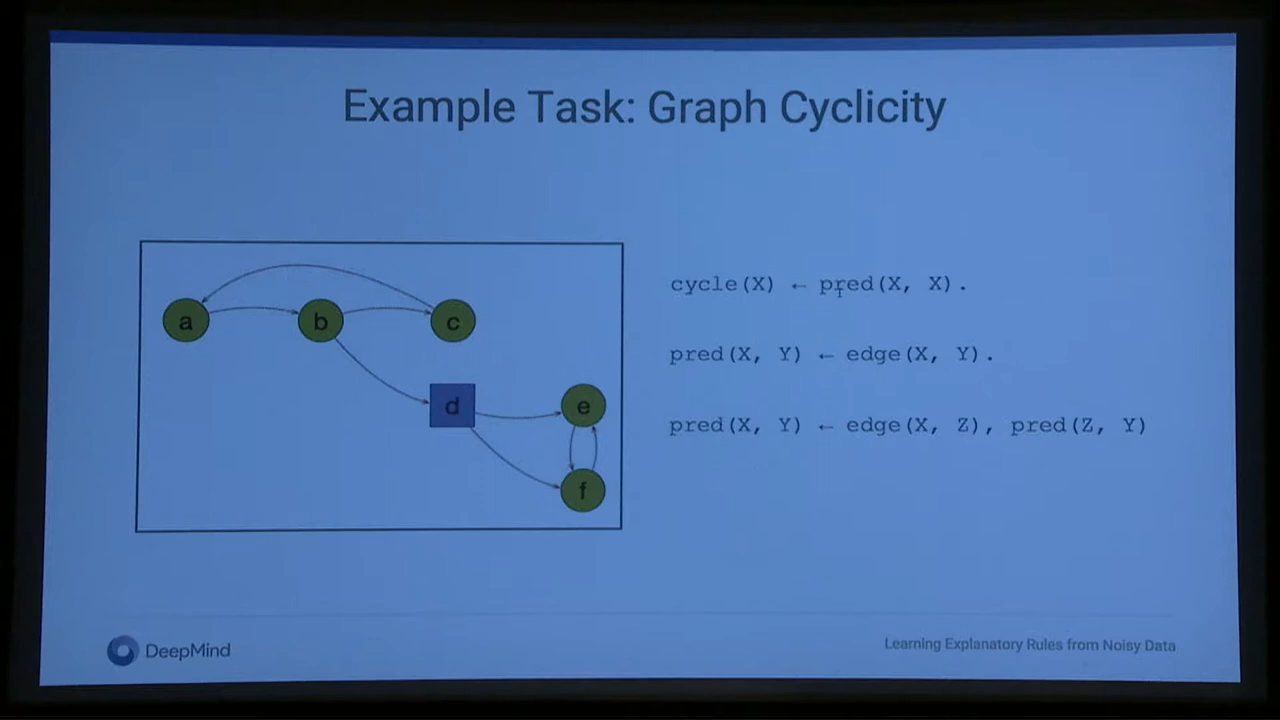 Example Task: Graph Cyclicity
a
b
c
d
e
f
cycle(X) ← pred(X, X).
pred(X, Y) ← edge(X, Y).
pred(X, Y) ← edge(X, Z), pred(Z, Y)
DeepMind
Learning Explanatory Rules from Noisy Data